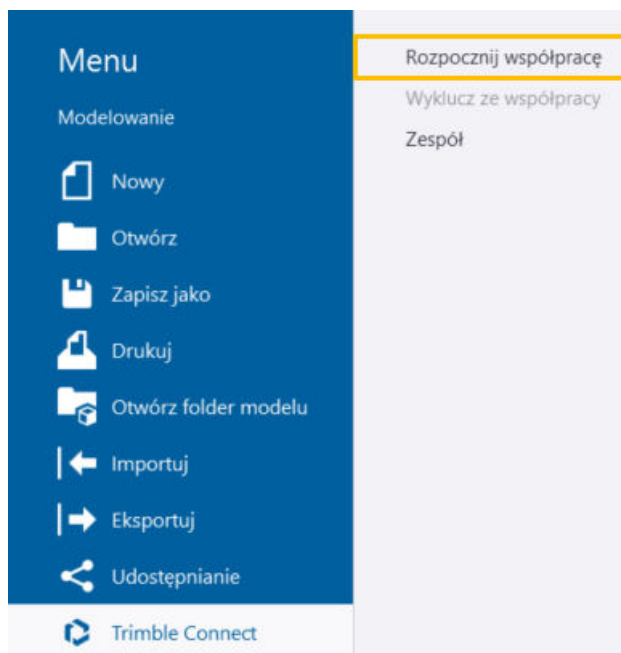 Menu
Modelowanie
Nowy
Otwórz
Zapisz jako
Drukuj
Otwórz folder modelu
Importuj
Eksportuj
Udostępnianie
Trimble Connect
Rozpocznij współpracę
Wyklucz ze współpracy
Zespół